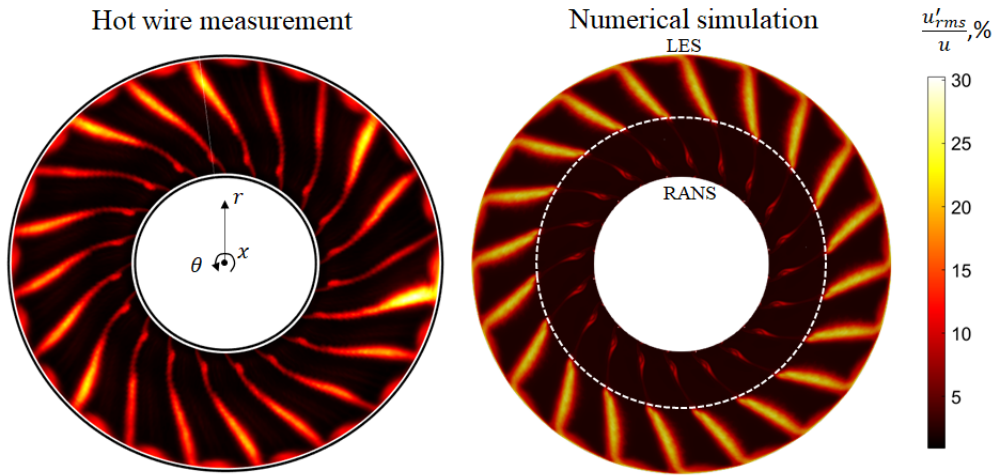 Hot wire measurement
Numerical simulation
u′rms/u,%
LES
RANS
r
x
θ
30
25
20
15
10
5